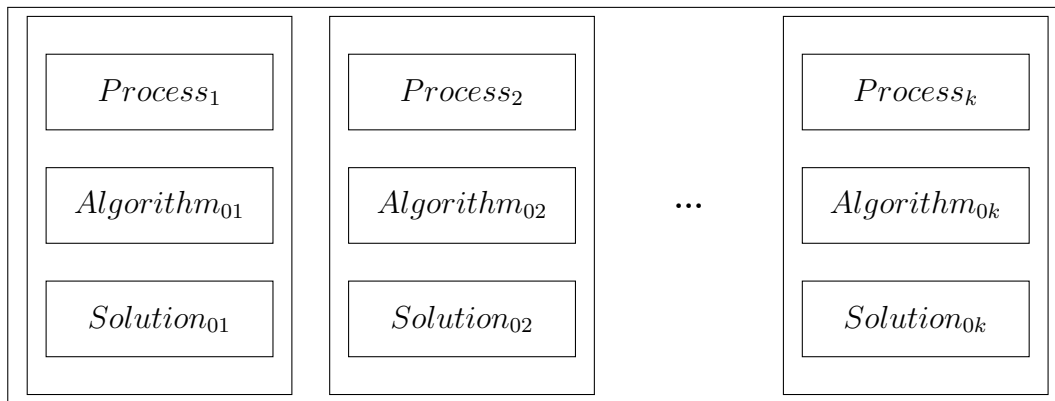 Process₁ Process₂ Processₖ
Algorithm₀₁ Algorithm₀₂ ... Algorithm₀ₖ
Solution₀₁ Solution₀₂ Solution₀ₖ